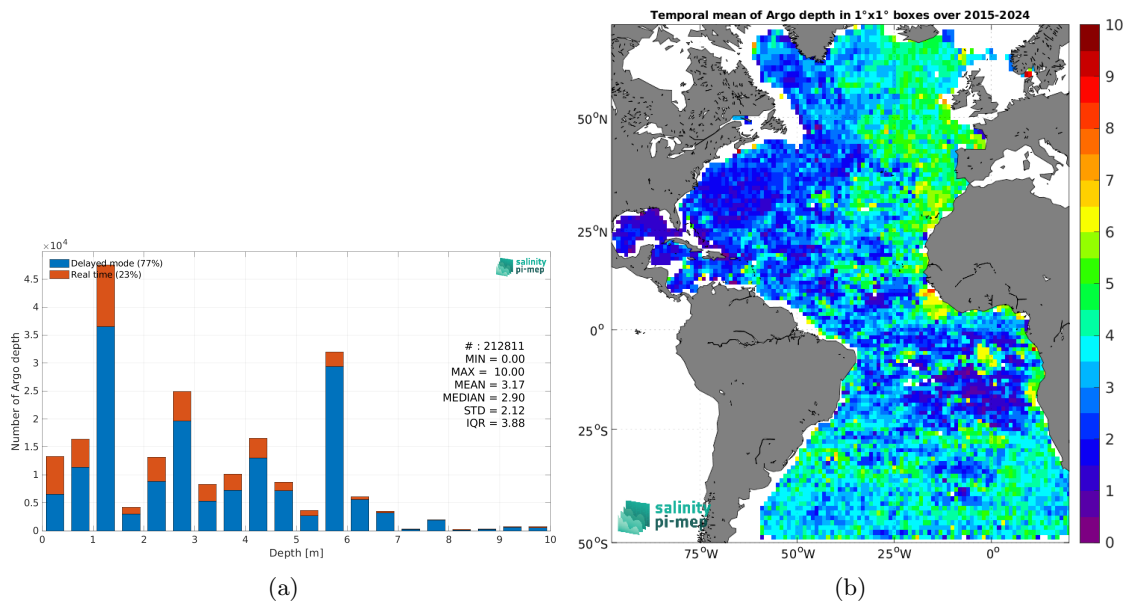 ×10⁴
Number of Argo depth
5
4.5
4
3.5
3
2.5
2
1.5
1
0.5
0
Delayed mode (77%)
Real time (23%)
salinity
pi-mep
# : 212811
MIN = 0.00
MAX = 10.00
MEAN = 3.17
MEDIAN = 2.90
STD = 2.12
IQR = 3.88
0 1 2 3 4 5 6 7 8 9 10
Depth [m]
(a)
Temporal mean of Argo depth in 1°x1° boxes over 2015-2024
50°N
25°N
0°
25°S
50°S
75°W 50°W 25°W 0°
salinity
pi-mep
10
9
8
7
6
5
4
3
2
1
0
(b)